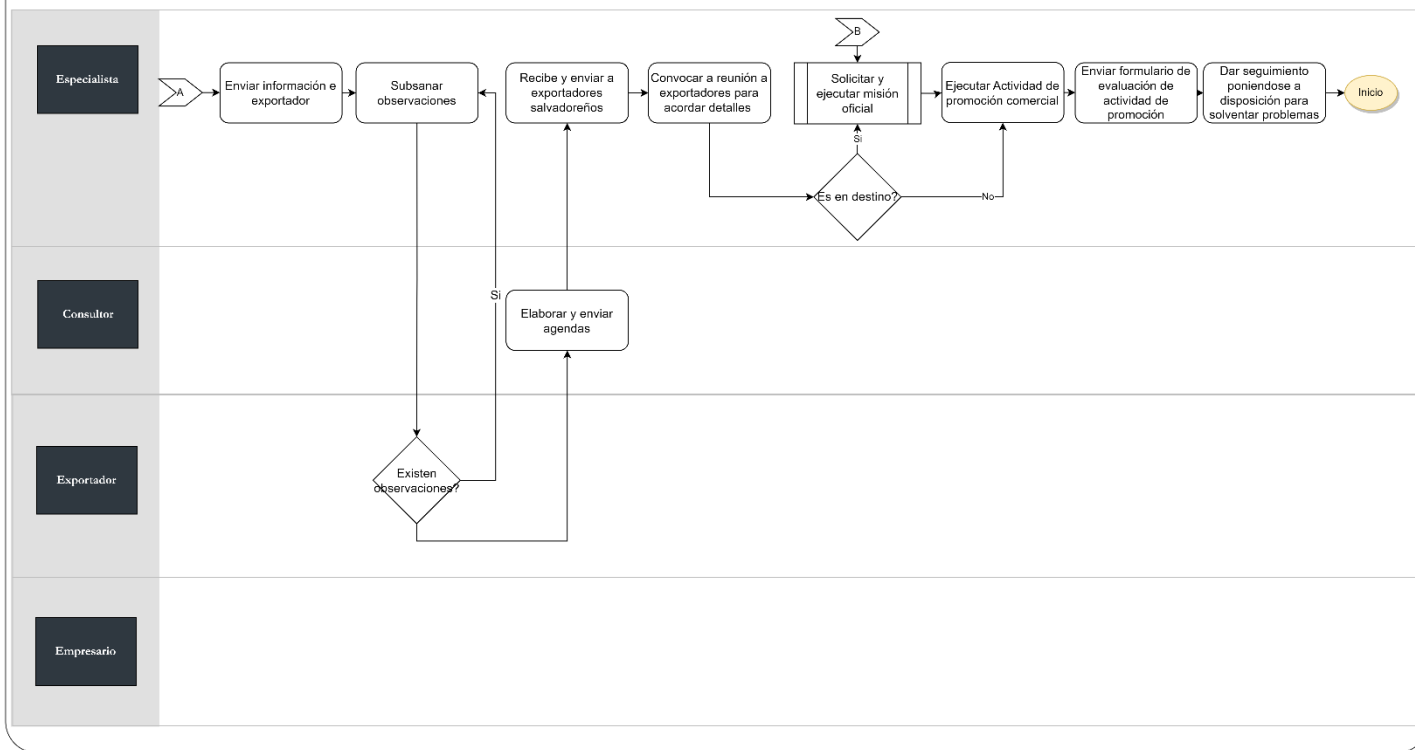 Especialista
A
Enviar información e
exportador
Subsanar
observaciones
Recibe y enviar a
exportadores
salvadoreños
Convocar a reunión a
exportadores para
acordar detalles
B
Solicitar y
ejecutar misión
oficial
Ejecutar Actividad de
promoción comercial
Enviar formulario de
evaluación de
actividad de
promoción
Dar seguimiento
poniendose a
disposición para
solventar problemas
Inicio
Si
Es en destino?
No
Consultor
Si
Elaborar y enviar
agendas
Exportador
Existen
observaciones?
Empresario